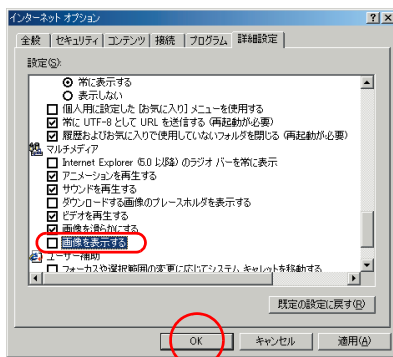 インターネット オプション
全般 セキュリティ コンテンツ 接続 プログラム 詳細設定
設定(S):
常に表示する
表示しない
個人用に設定した [お気に入り] メニューを使用する
常に UTF-8 として URL を送信する (再起動が必要)
履歴およびお気に入りで使用していないフォルダを閉じる (再起動が必要)
マルチメディア
Internet Explorer (5.0 以降) のラジオ バーを常に表示
アニメーションを再生する
サウンドを再生する
ダウンロードする画像のプレースホルダを表示する
ビデオを再生する
画像を滑らかにする
画像を表示する
ユーザー補助
フォーカスや選択範囲の変更に応じてシステム キャレットを移動する
既定の設定に戻す(R)
OK キャンセル 適用(A)